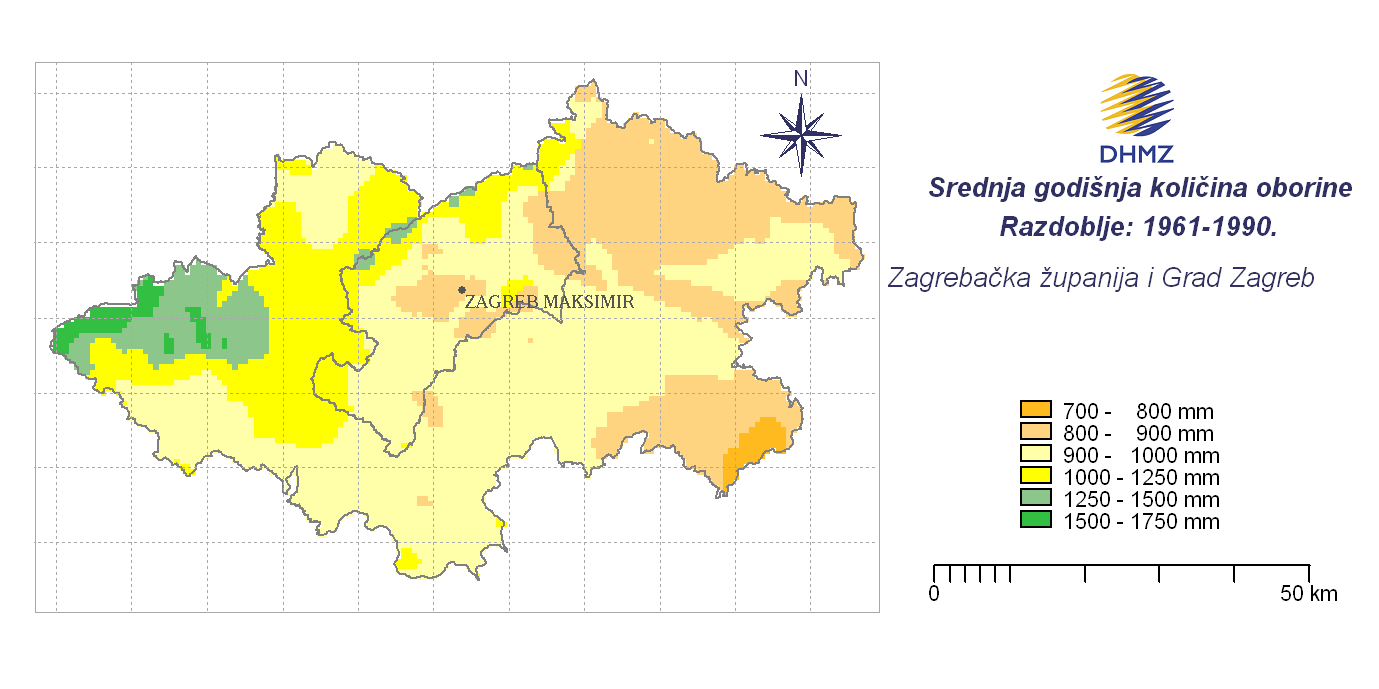 N
DHMZ
Srednja godišnja količina oborine
Razdoblje: 1961-1990.
Zagrebačka županija i Grad Zagreb
ZAGREB MAKSIMIR
700 - 800 mm
800 - 900 mm
900 - 1000 mm
1000 - 1250 mm
1250 - 1500 mm
1500 - 1750 mm
0 50 km